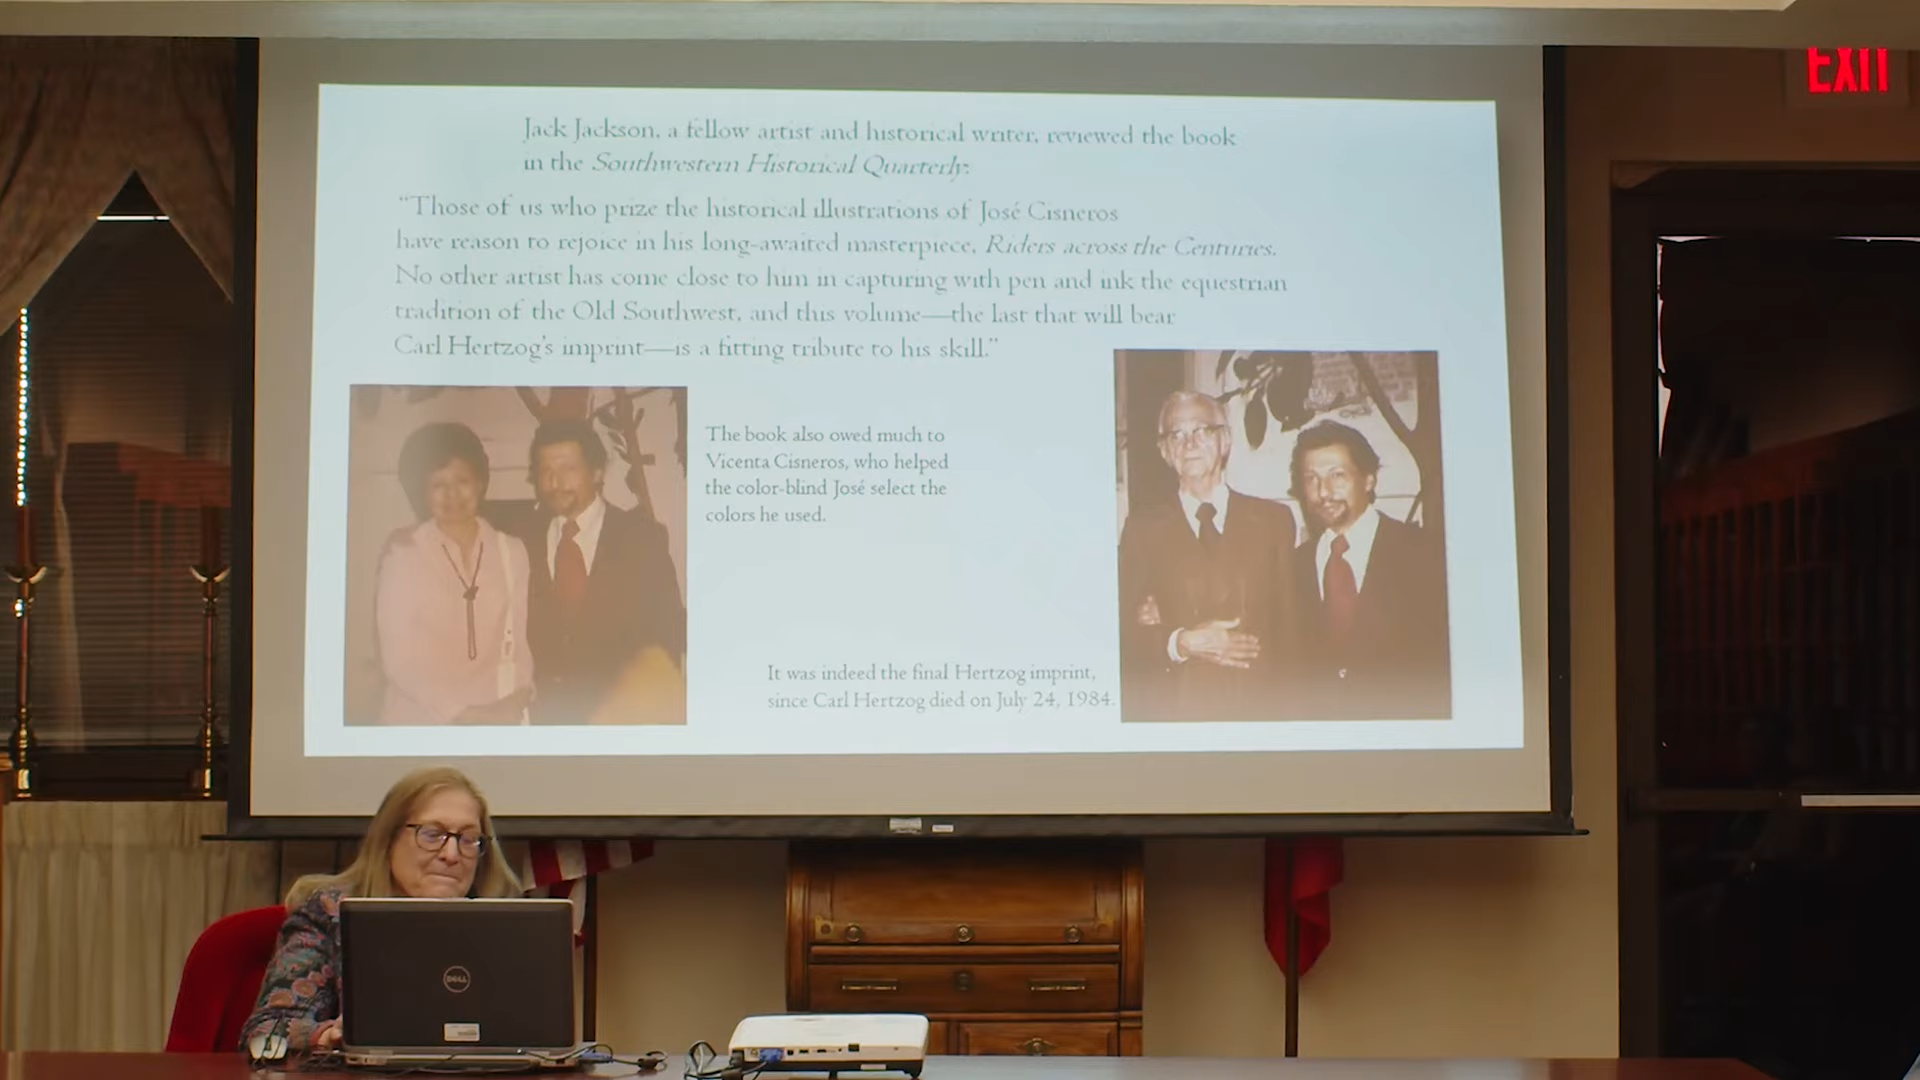 EXIT
Jack Jackson, a fellow artist and historical writer, reviewed the book
in the Southwestern Historical Quarterly:
“Those of us who prize the historical illustrations of José Cisneros
have reason to rejoice in his long-awaited masterpiece, Riders across the Centuries.
No other artist has come close to him in capturing with pen and ink the equestrian
tradition of the Old Southwest, and this volume—the last that will bear
Carl Hertzog's imprint—is a fitting tribute to his skill.”
The book also owed much to
Vicenta Cisneros, who helped
the color-blind José select the
colors he used.
It was indeed the final Hertzog imprint,
since Carl Hertzog died on July 24, 1984.
DELL